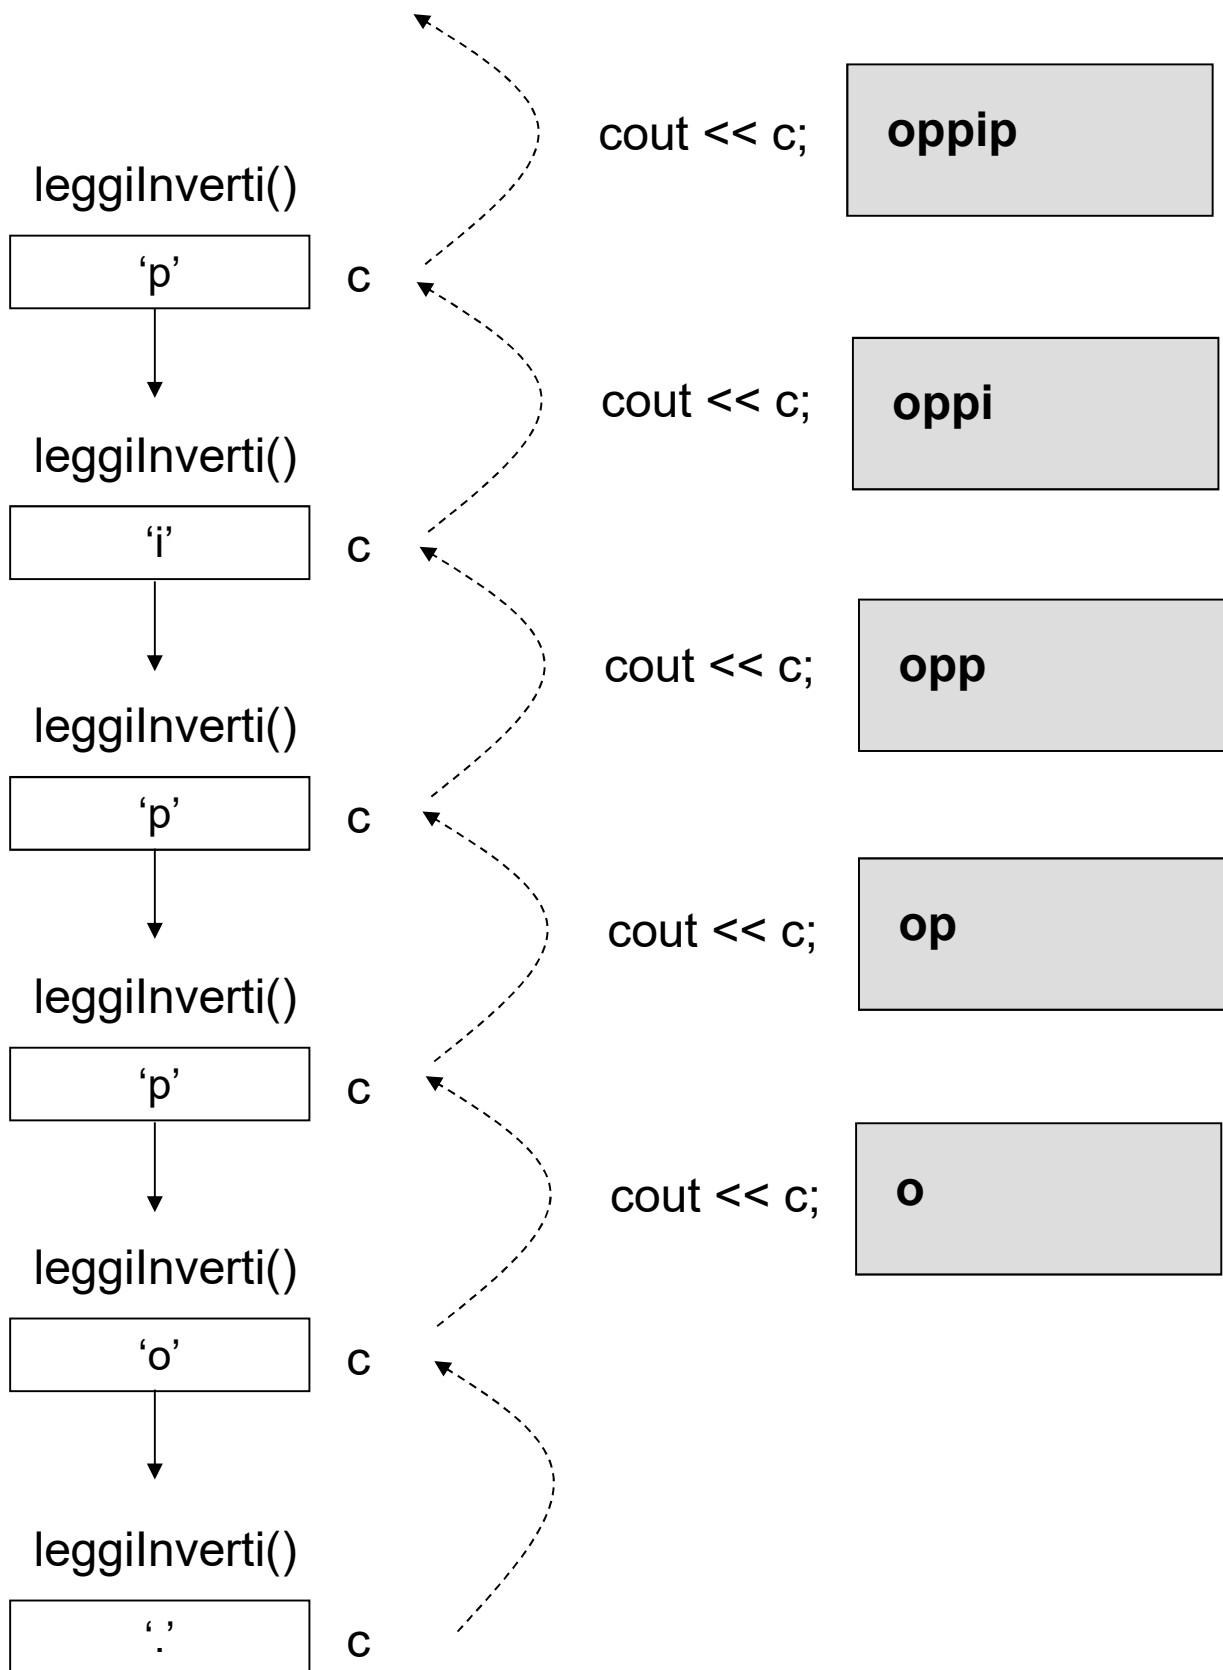 cout << c; oppip
leggiInverti()
‘p’ c
cout << c; oppi
leggiInverti()
‘i’ c
cout << c; opp
leggiInverti()
‘p’ c
cout << c; op
leggiInverti()
‘p’ c
cout << c; o
leggiInverti()
‘o’ c
leggiInverti()
‘.’ c